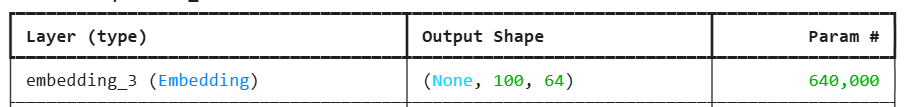 Layer (type) Output Shape Param #
embedding_3 (Embedding) (None, 100, 64) 640,000